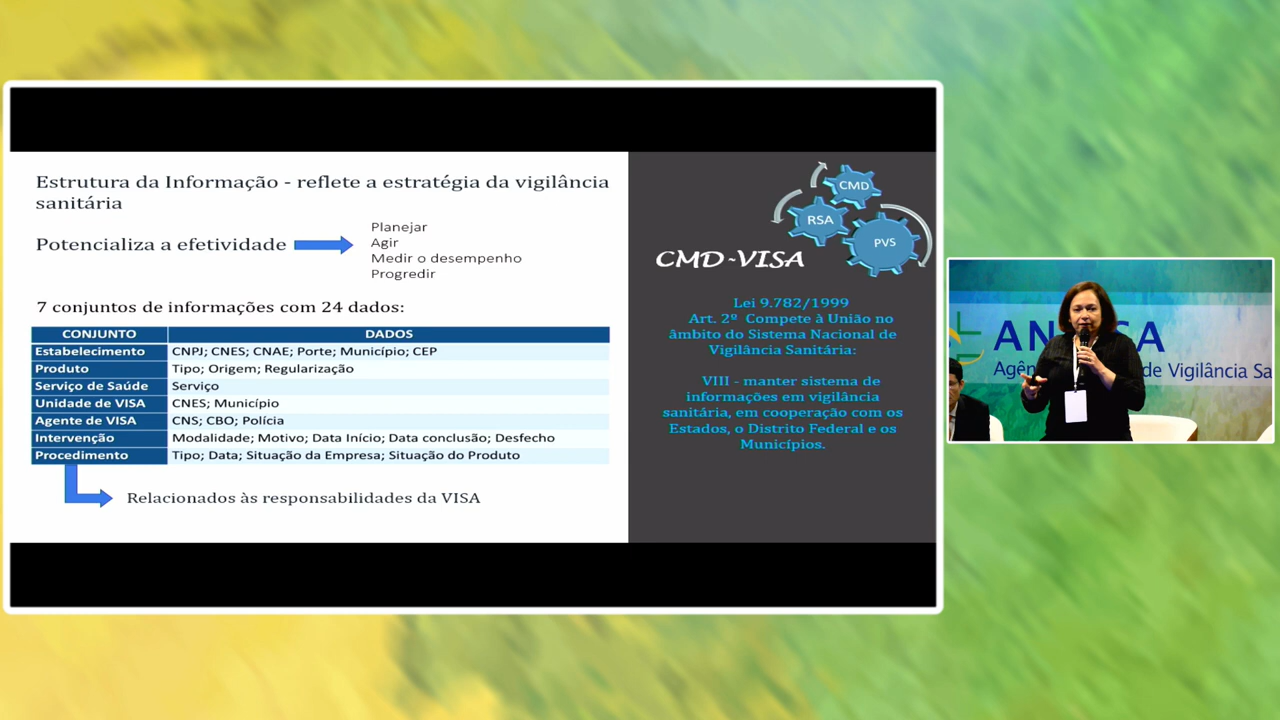 Estrutura da Informação - reflete a estratégia da vigilância
sanitária
Potencializa a efetividade
Planejar
Agir
Medir o desempenho
Progredir
7 conjuntos de informações com 24 dados:
CONJUNTO DADOS
Estabelecimento CNPJ; CNES; CNAE; Porte; Município; CEP
Produto Tipo; Origem; Regularização
Serviço de Saúde Serviço
Unidade de VISA CNES; Município
Agente de VISA CNS; CBO; Polícia
Intervenção Modalidade; Motivo; Data Início; Data conclusão; Desfecho
Procedimento Tipo; Data; Situação da Empresa; Situação do Produto
Relacionados às responsabilidades da VISA
CMD
RSA
PVS
CMD-VISA
Lei 9.782/1999
Art. 2º Compete à União no
âmbito do Sistema Nacional de
Vigilância Sanitária:
VIII - manter sistema de
informações em vigilância
sanitária, em cooperação com os
Estados, o Distrito Federal e os
Municípios.
AN A
Agên de Vigilância Sa